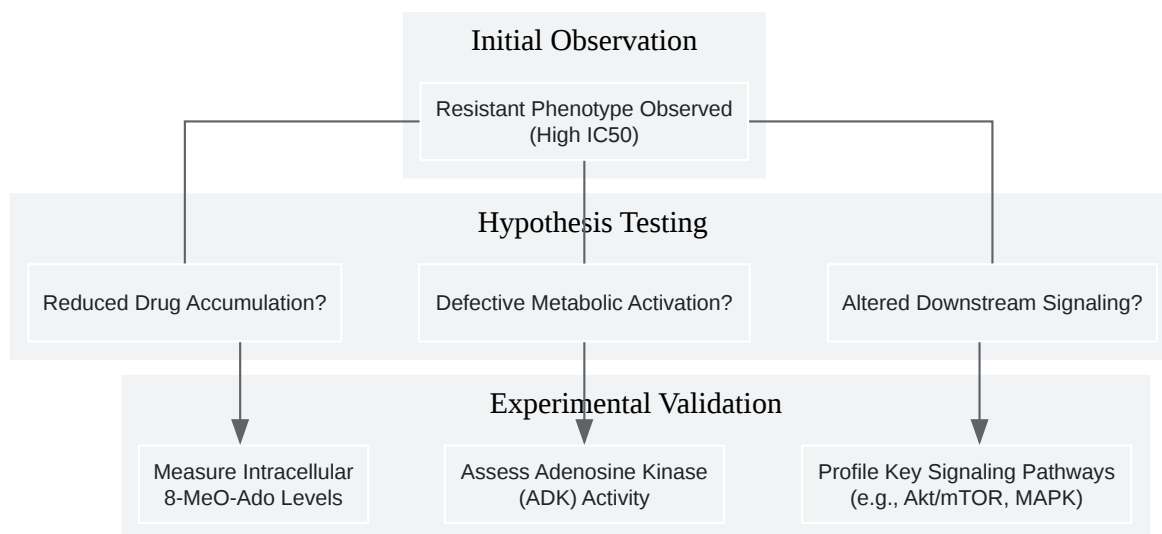 Initial Observation
Resistant Phenotype Observed
(High IC50)
Hypothesis Testing
Reduced Drug Accumulation?
Defective Metabolic Activation?
Altered Downstream Signaling?
Experimental Validation
Measure Intracellular
8-MeO-Ado Levels
Assess Adenosine Kinase
(ADK) Activity
Profile Key Signaling Pathways
(e.g., Akt/mTOR, MAPK)